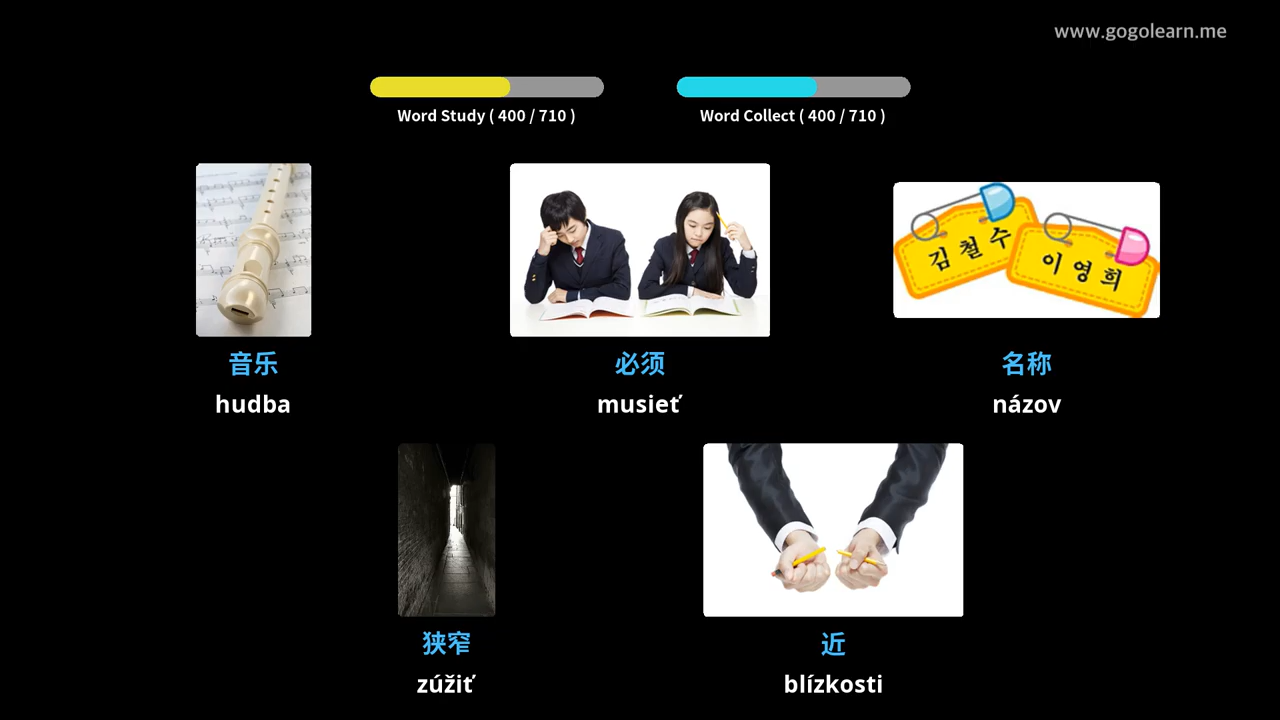 www.gogolearn.me
Word Study ( 400 / 710 )
Word Collect ( 400 / 710 )
김철수
이영희
音乐
必须
名称
hudba
musieť
názov
狭窄
近
zúžiť
blízkosti